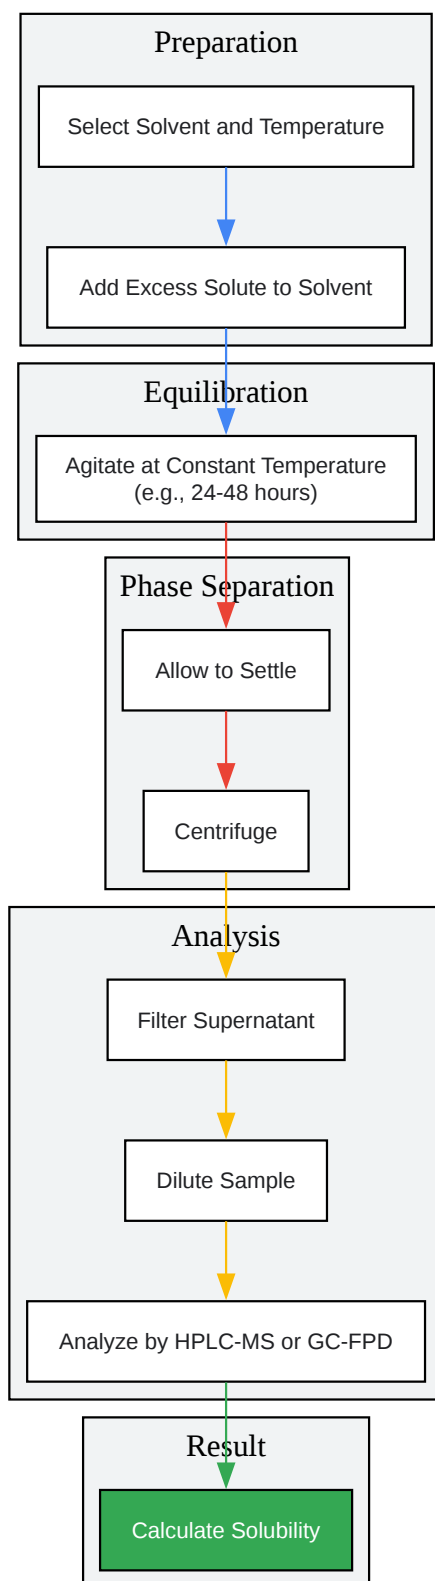 Preparation
Select Solvent and Temperature
Add Excess Solute to Solvent
Equilibration
Agitate at Constant Temperature
(e.g., 24-48 hours)
Phase Separation
Allow to Settle
Centrifuge
Analysis
Filter Supernatant
Dilute Sample
Analyze by HPLC-MS or GC-FPD
Result
Calculate Solubility